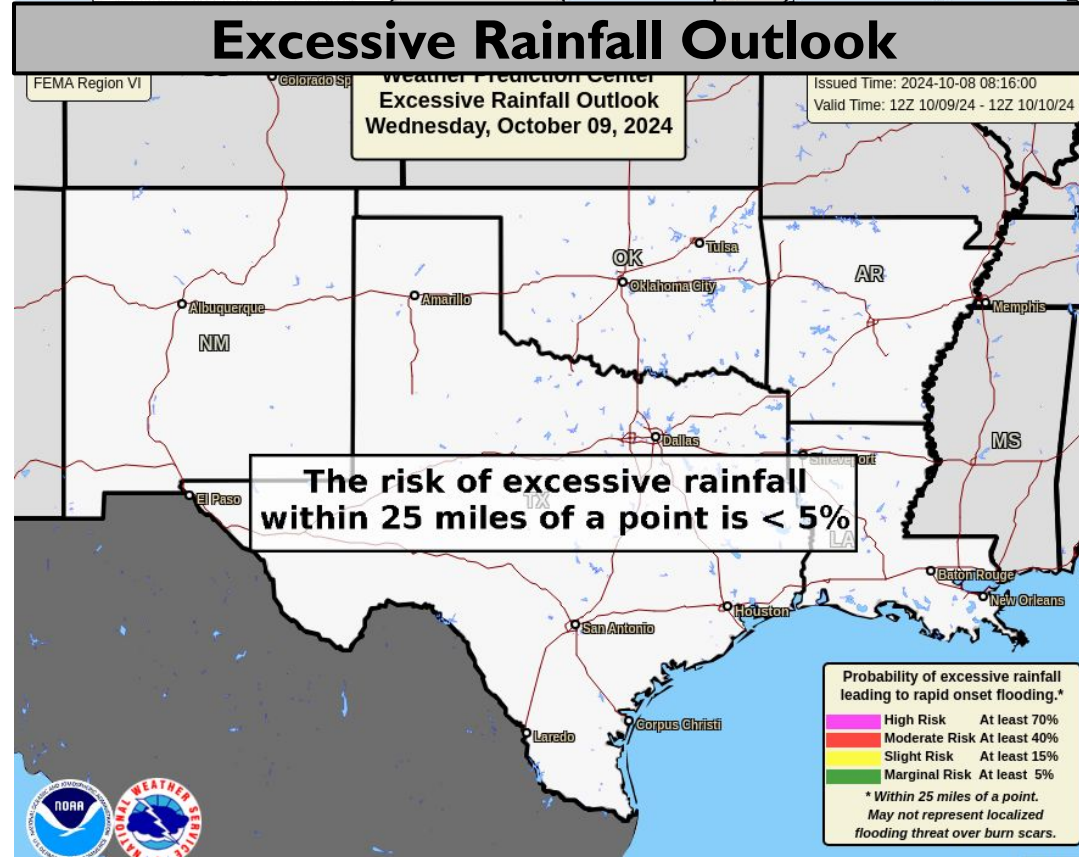 Excessive Rainfall Outlook
FEMA Region VI
Weather Prediction Center
Excessive Rainfall Outlook
Wednesday, October 09, 2024
Issued Time: 2024-10-08 08:16:00
Valid Time: 12Z 10/09/24 - 12Z 10/10/24
Colorado Sp
Tulsa
OK
Oklahoma City
AR
Amarillo
Albuquerque
Memphis
NM
Dallas
MS
Shreveport
The risk of excessive rainfall
within 25 miles of a point is < 5%
El Paso
TX
LA
Baton Rouge
New Orleans
Houston
San Antonio
Corpus Christi
Laredo
Probability of excessive rainfall
leading to rapid onset flooding.*
High Risk At least 70%
Moderate Risk At least 40%
Slight Risk At least 15%
Marginal Risk At least 5%
* Within 25 miles of a point.
May not represent localized
flooding threat over burn scars.
NOAA
NATIONAL WEATHER SERVICE